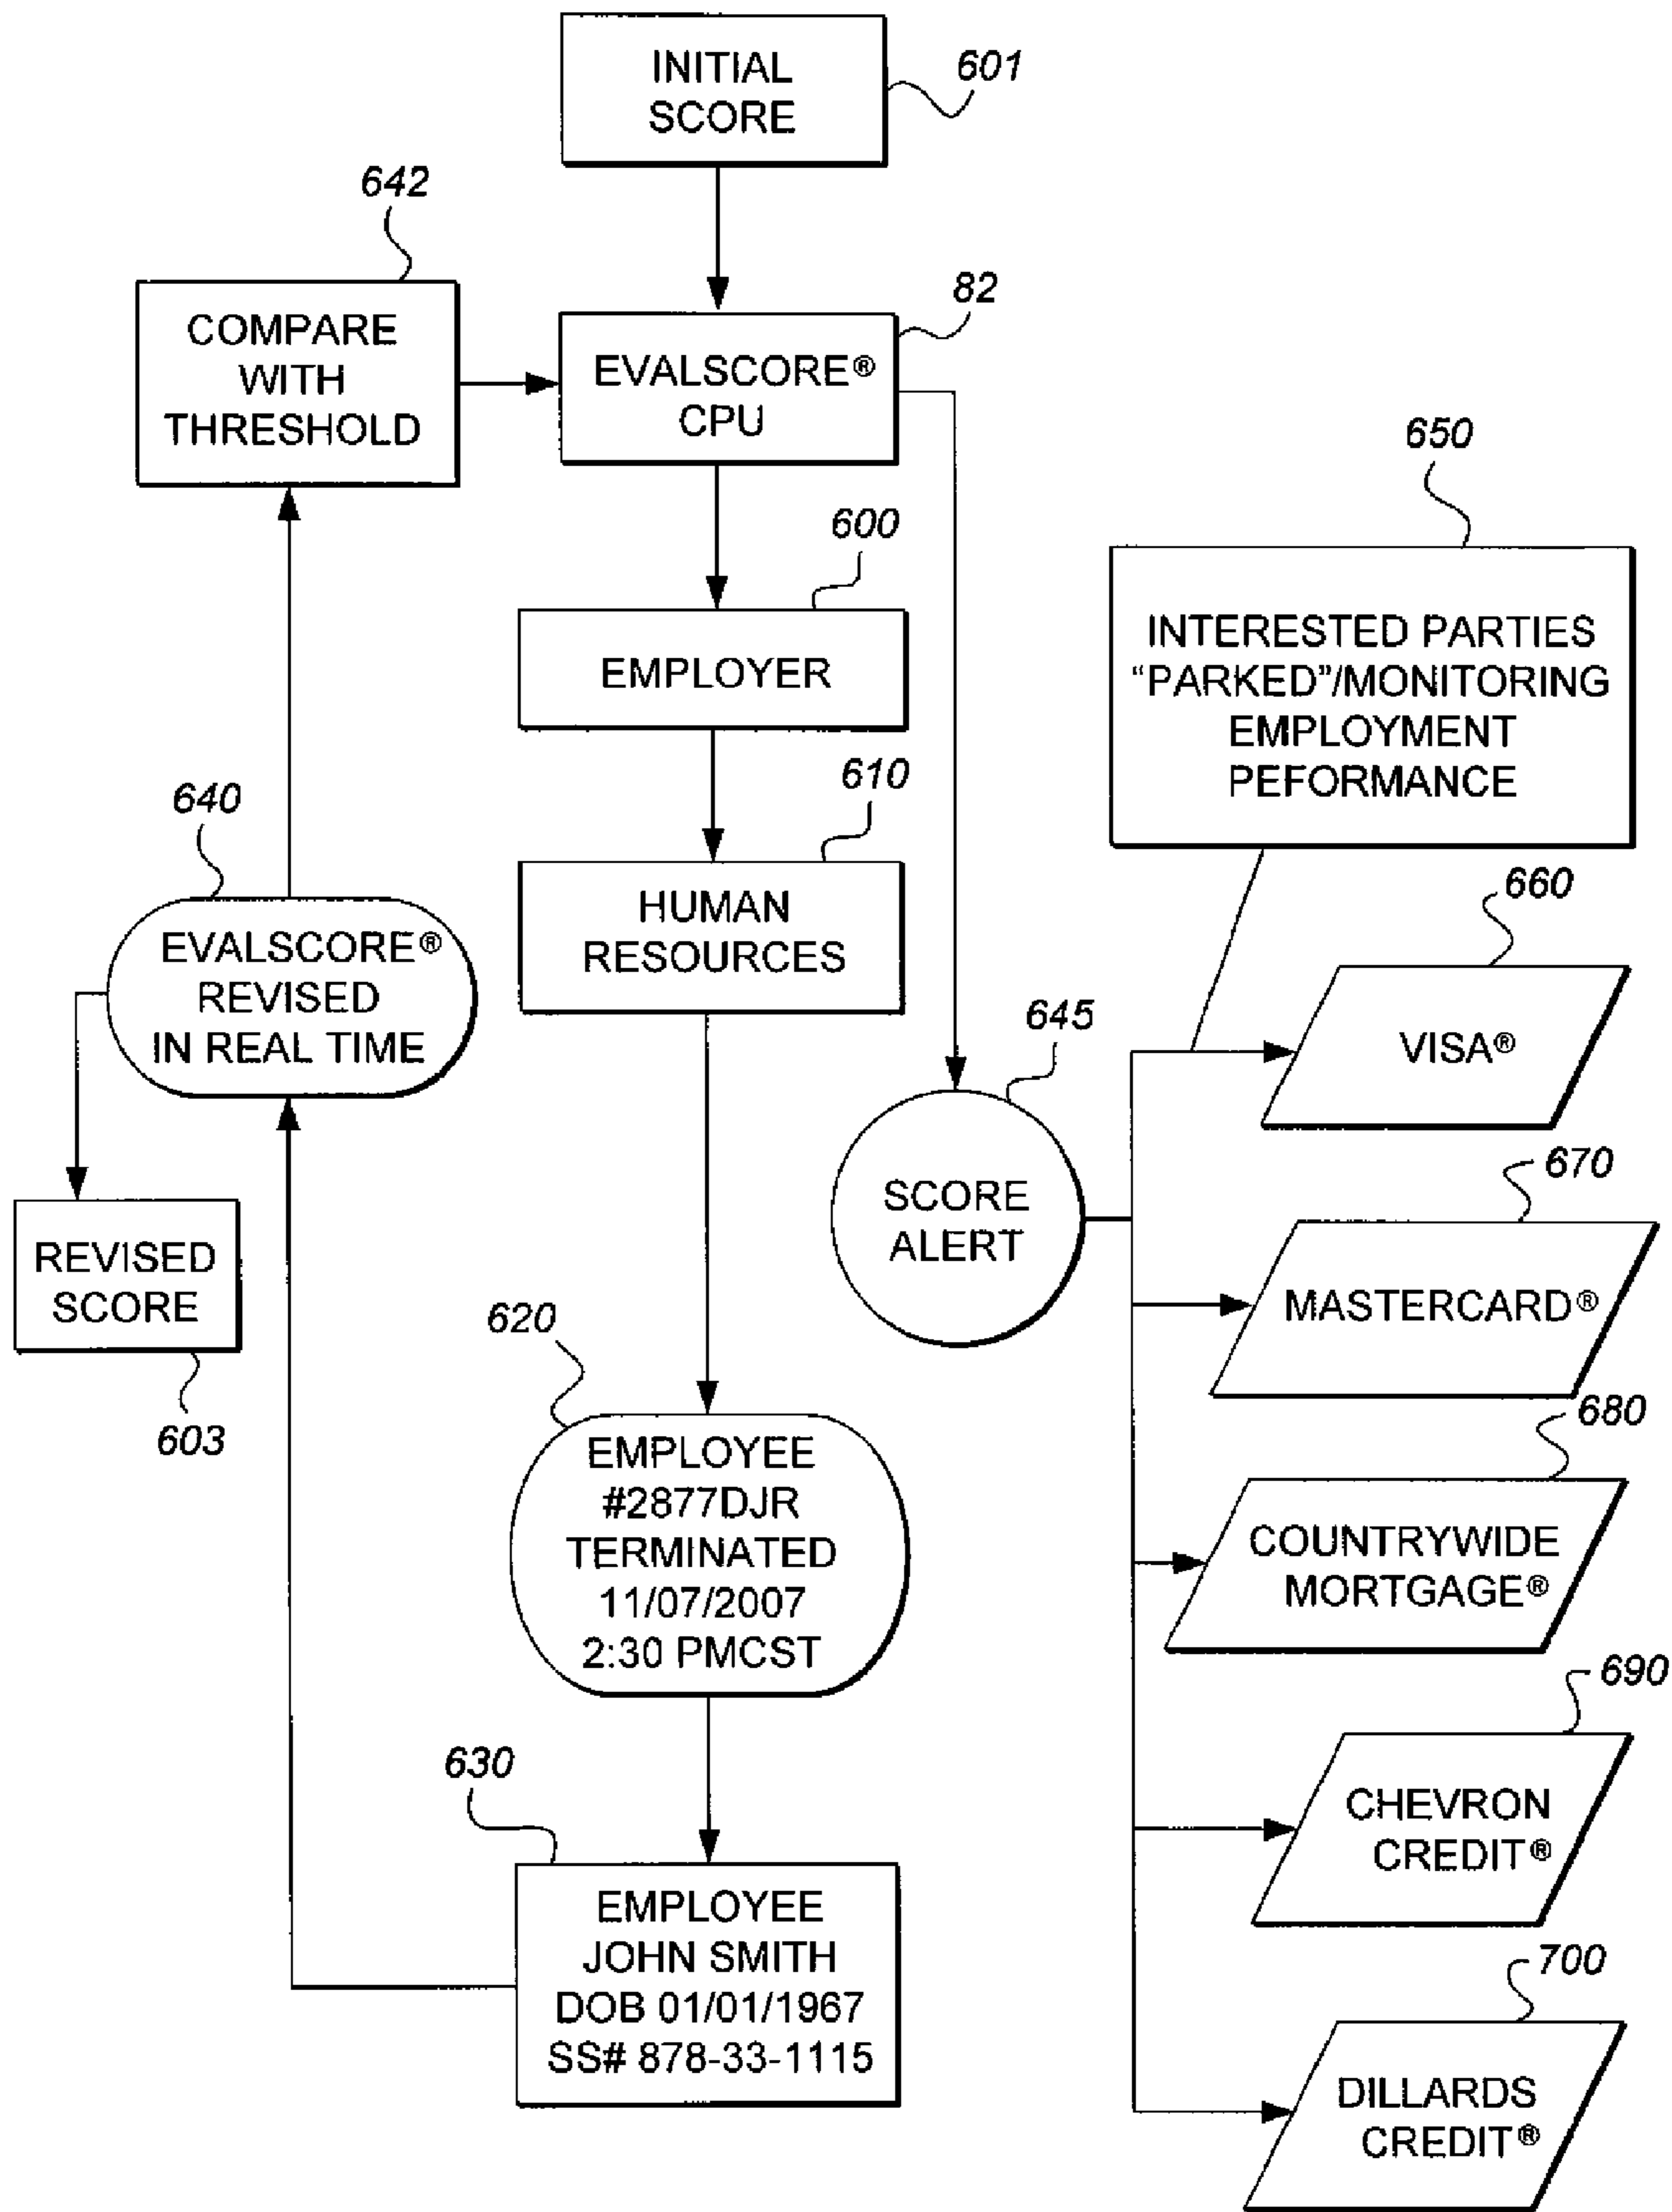 INITIAL
SCORE
601
642
COMPARE
WITH
THRESHOLD
82
EVALSCORE®
CPU
650
INTERESTED PARTIES
“PARKED”/MONITORING
EMPLOYMENT
PEFORMANCE
600
EMPLOYER
610
HUMAN
RESOURCES
640
EVALSCORE®
REVISED
IN REAL TIME
REVISED
SCORE
603
645
SCORE
ALERT
660
VISA®
670
MASTERCARD®
680
COUNTRYWIDE
MORTGAGE®
690
CHEVRON
CREDIT®
700
DILLARDS
CREDIT®
620
EMPLOYEE
#2877DJR
TERMINATED
11/07/2007
2:30 PMCST
630
EMPLOYEE
JOHN SMITH
DOB 01/01/1967
SS# 878-33-1115